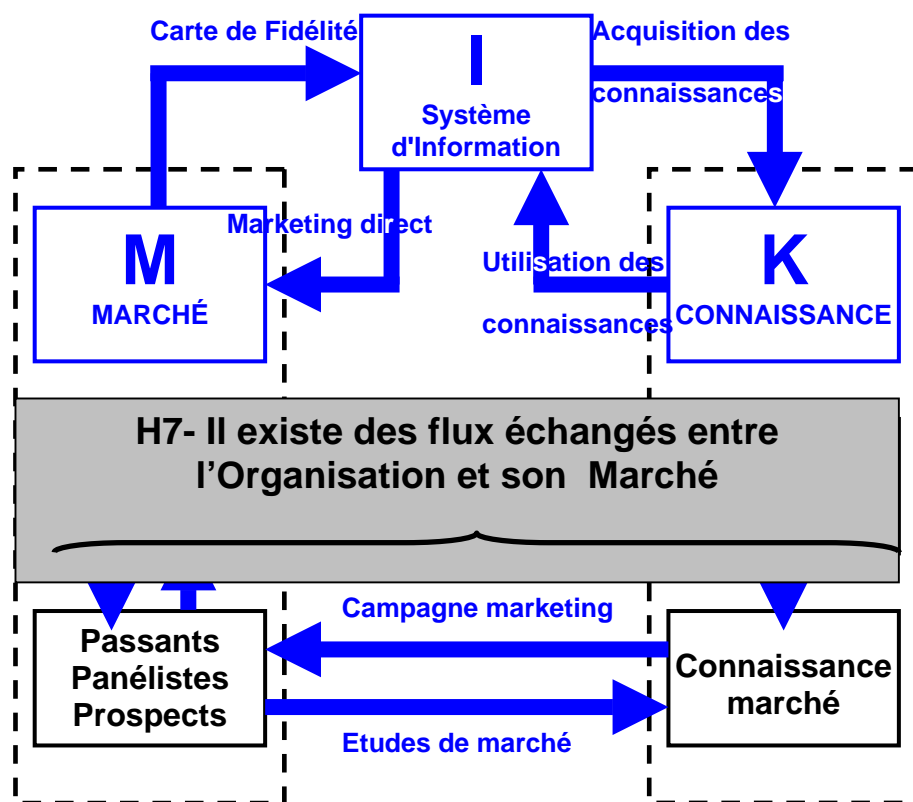 Carte de Fidélité
I
Système
d'Information
Acquisition des
connaissances
Marketing direct
M
MARCHÉ
Utilisation des
connaissances
K
CONNAISSANCE
H7- Il existe des flux échangés entre
l’Organisation et son Marché
Passants
Panélistes
Prospects
Campagne marketing
Etudes de marché
Connaissance
marché